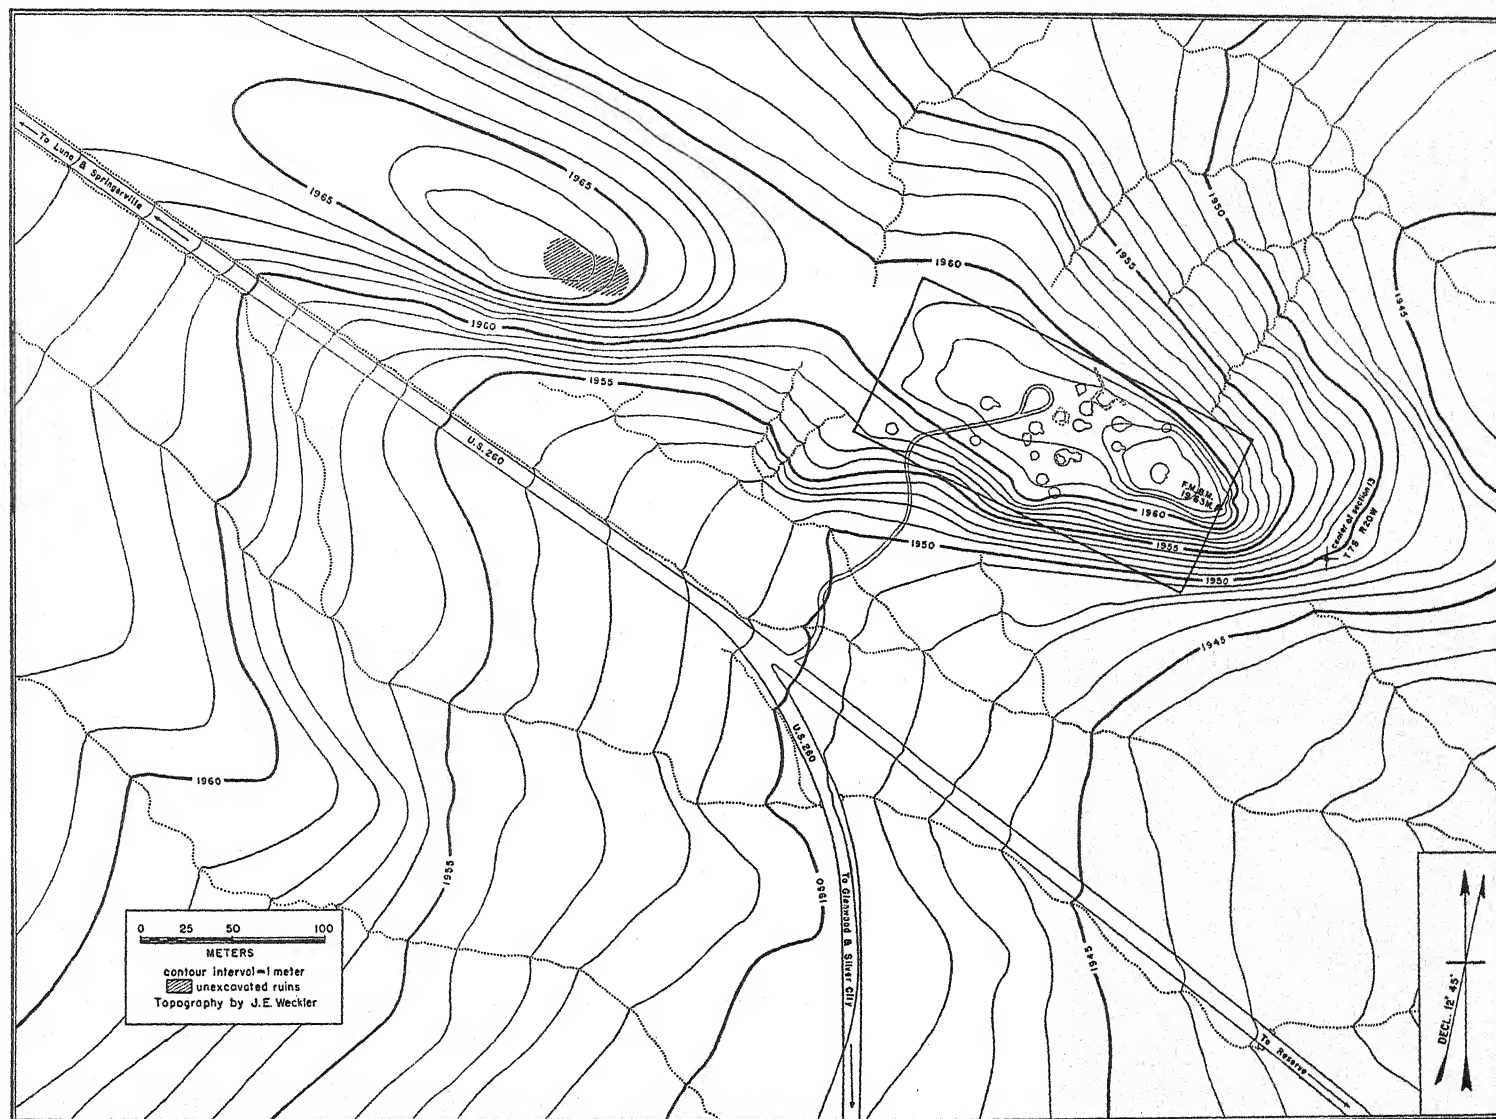 To Luna & Springerville
1965
1965
1960
1950
1955
1945
1960
1955
U.S. 260
F.M.B.M.
1963 M.
1960
1955
1950
1950
center of section 13
T7S R20W
1945
U.S. 260
1960
1955
1950
To Glenwood & Silver City
1945
To Reserve
0 25 50 100
METERS
contour interval=1 meter
unexcavated ruins
Topography by J.E. Weckler
DECL. 12° 45'